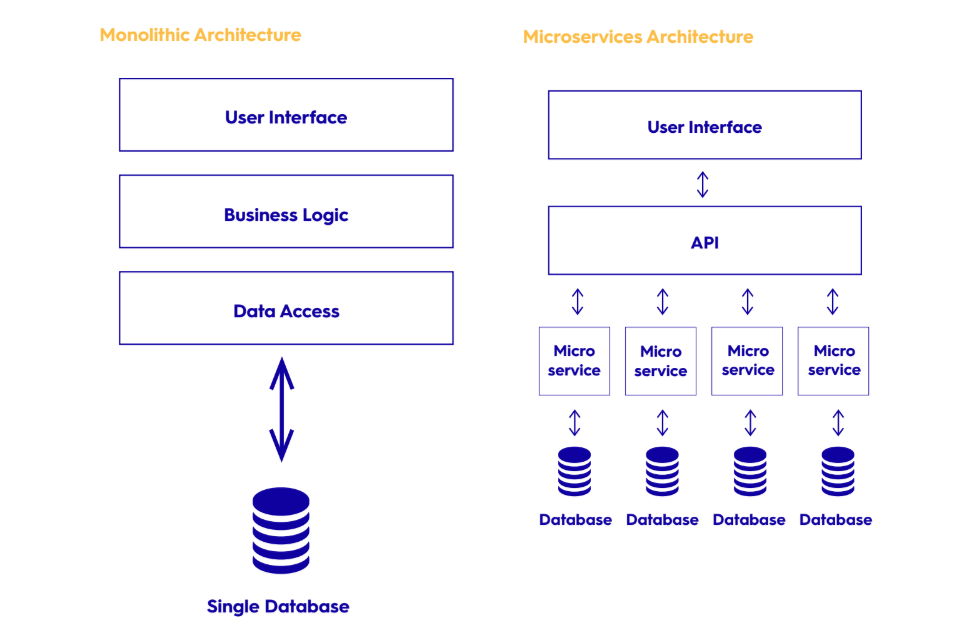 Monolithic Architecture
User Interface
Business Logic
Data Access
Single Database
Microservices Architecture
User Interface
API
Micro
service
Micro
service
Micro
service
Micro
service
Database
Database
Database
Database